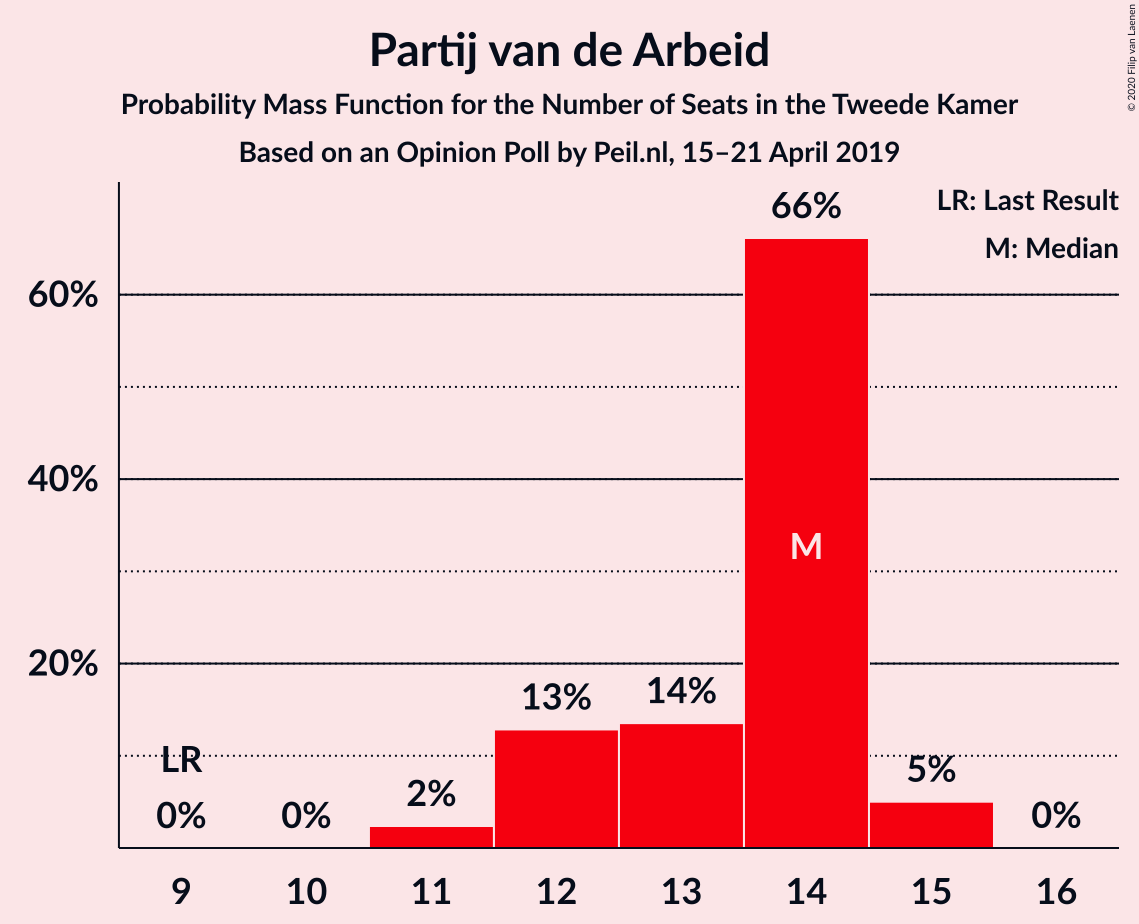 Partij van de Arbeid
Probability Mass Function for the Number of Seats in the Tweede Kamer
Based on an Opinion Poll by Peil.nl, 15–21 April 2019
© 2020 Filip van Laenen
LR: Last Result
M: Median
66%
60%
40%
M
20%
13%
14%
LR
2%
5%
0%
0%
0%
9 10 11 12 13 14 15 16